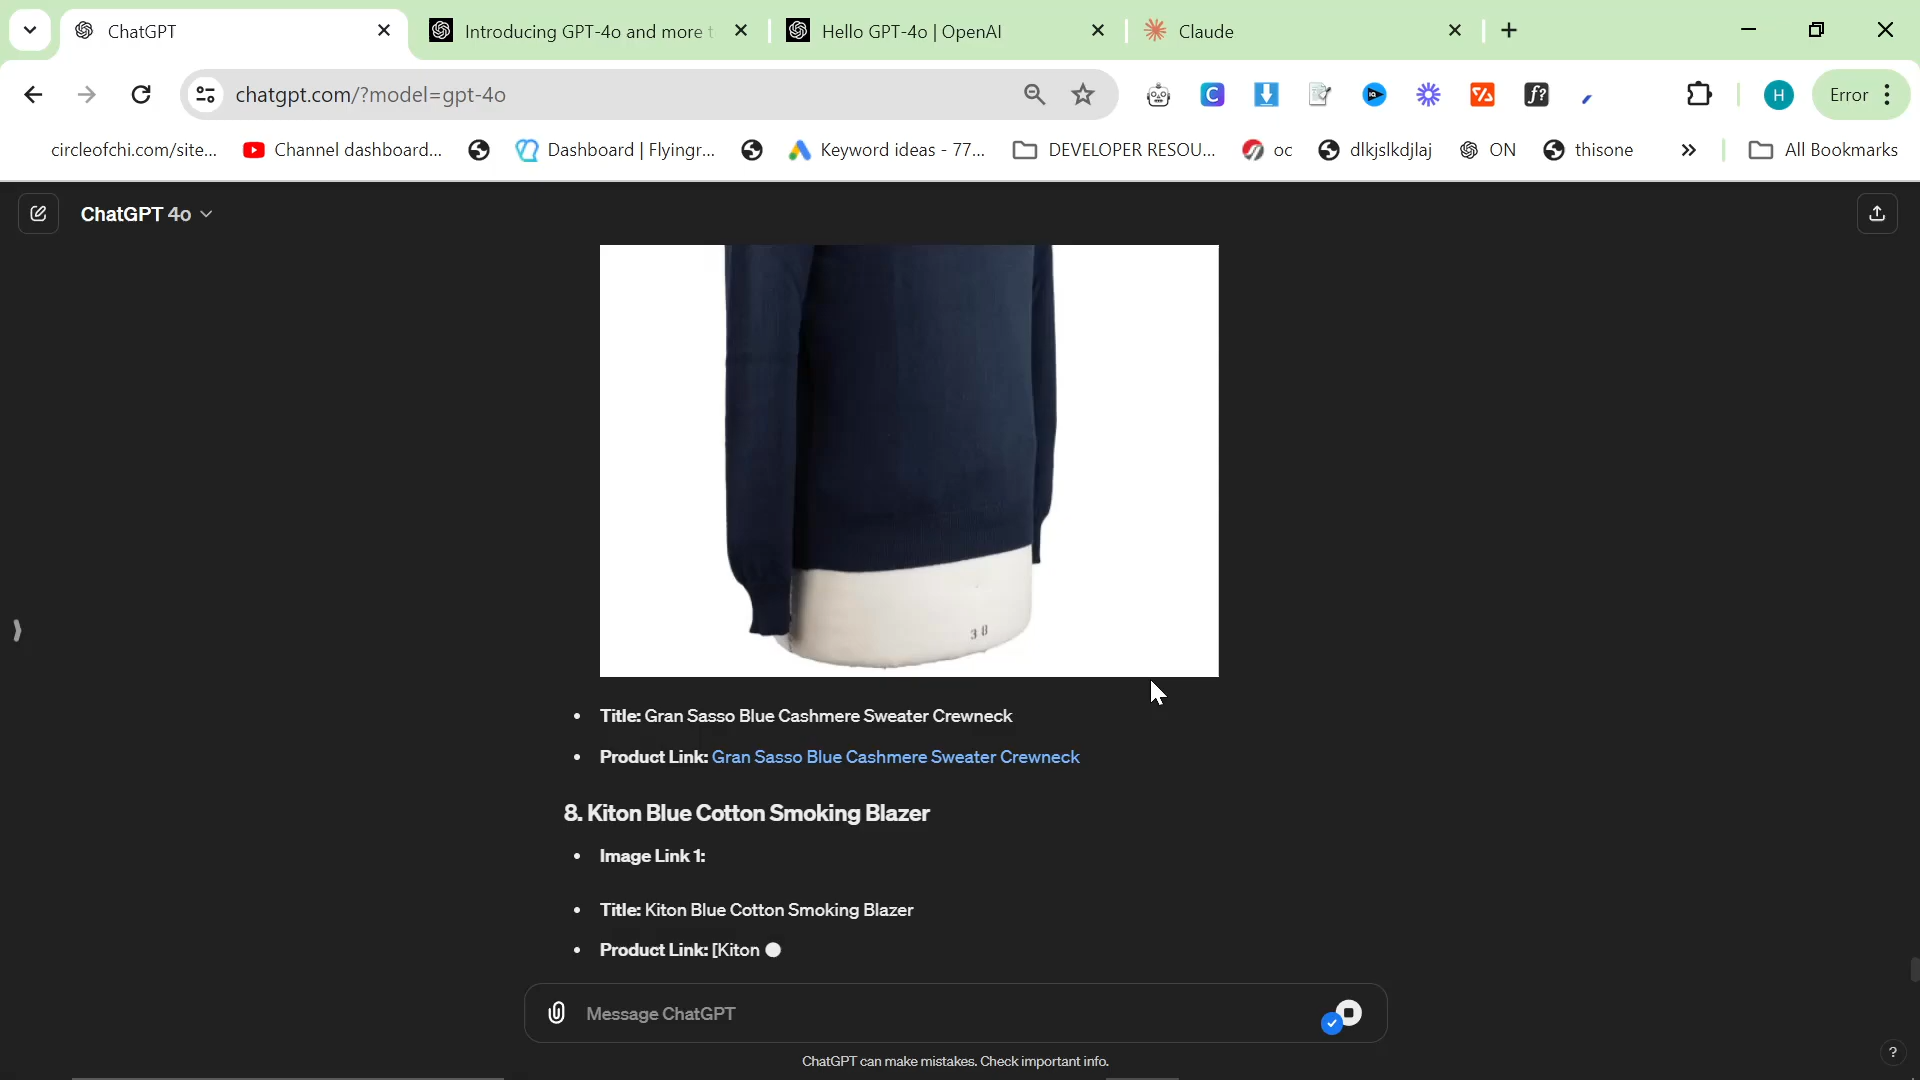 ChatGPT
Introducing GPT-4o and more t
Hello GPT-4o | OpenAI
Claude
chatgpt.com/?model=gpt-4o
H
Error
circleofchi.com/site...
Channel dashboard...
Dashboard | Flyingr...
Keyword ideas - 77...
DEVELOPER RESOU...
oc
dlkjslkdjlaj
ON
thisone
All Bookmarks
ChatGPT 4o
38
• Title: Gran Sasso Blue Cashmere Sweater Crewneck
• Product Link: Gran Sasso Blue Cashmere Sweater Crewneck
8. Kiton Blue Cotton Smoking Blazer
• Image Link 1:
• Title: Kiton Blue Cotton Smoking Blazer
• Product Link: [Kiton
Message ChatGPT
ChatGPT can make mistakes. Check important info.
?